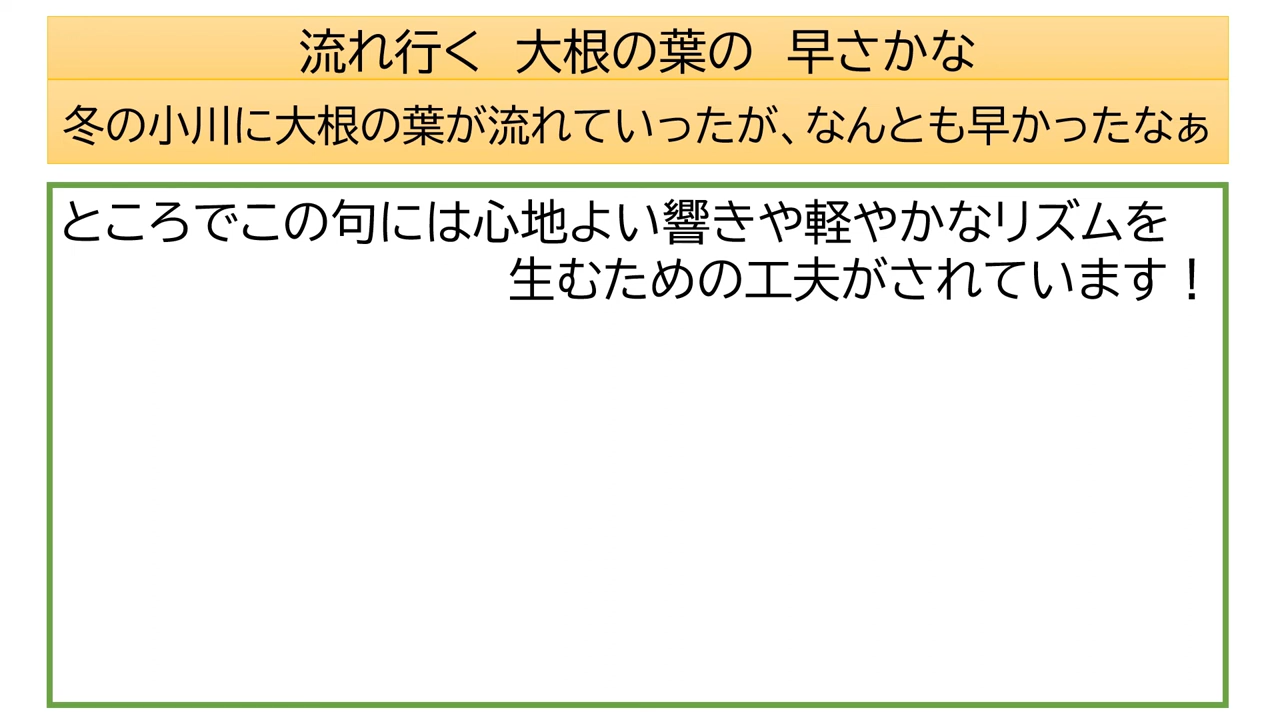 流れ行く　大根の葉の　早さかな
冬の小川に大根の葉が流れていったが、なんとも早かったなぁ
ところでこの句には心地よい響きや軽やかなリズムを
生むための工夫がされています！